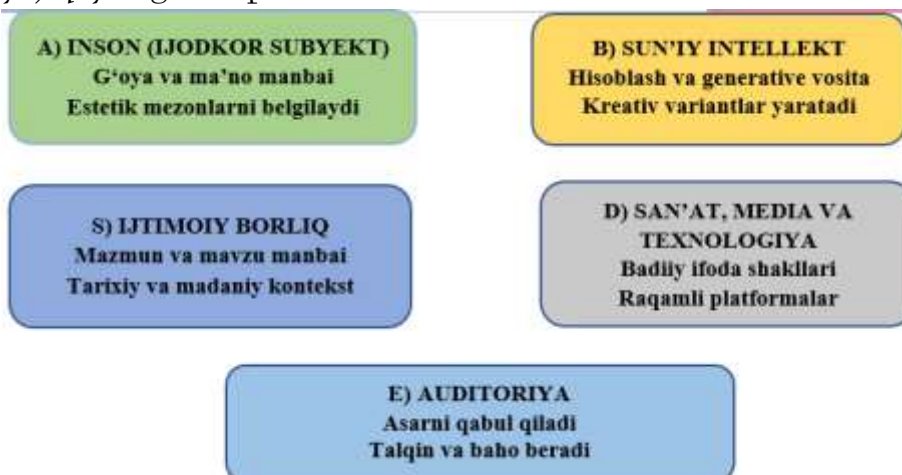 A) INSON (IJODKOR SUBYEKT)
G‘oya va ma’no manbai
Estetik mezonlarni belgilaydi
B) SUN’IY INTELLEKT
Hisoblash va generative vosita
Kreativ variantlar yaratadi
S) IJTIMOIY BORLIQ
Mazmun va mavzu manbai
Tarixiy va madaniy kontekst
D) SAN’AT, MEDIA VA
TEXNOLOGIYA
Badiiy ifoda shakllari
Raqamli platformalar
E) AUDITORIYA
Asarni qabul qiladi
Talqin va baho beradi